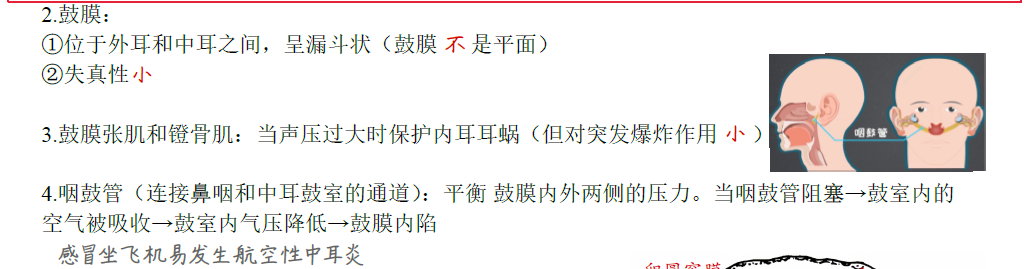 2.鼓膜：
①位于外耳和中耳之间，呈漏斗状（鼓膜 不 是平面）
②失真性小
3.鼓膜张肌和镫骨肌：当声压过大时保护内耳耳蜗（但对突发爆炸作用 小 ）
咽鼓管
4.咽鼓管（连接鼻咽和中耳鼓室的通道）：平衡 鼓膜内外两侧的压力。当咽鼓管阻塞→鼓室内的
空气被吸收→鼓室内气压降低→鼓膜内陷
感冒坐飞机易发生航空性中耳炎
卵圆窗膜